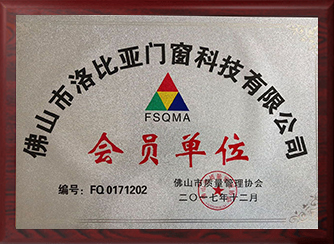 佛山市洛比亚门窗科技有限公司
FSQMA
会员单位
编号：FQ 0171202
佛山市质量管理协会
二〇一七年十二月